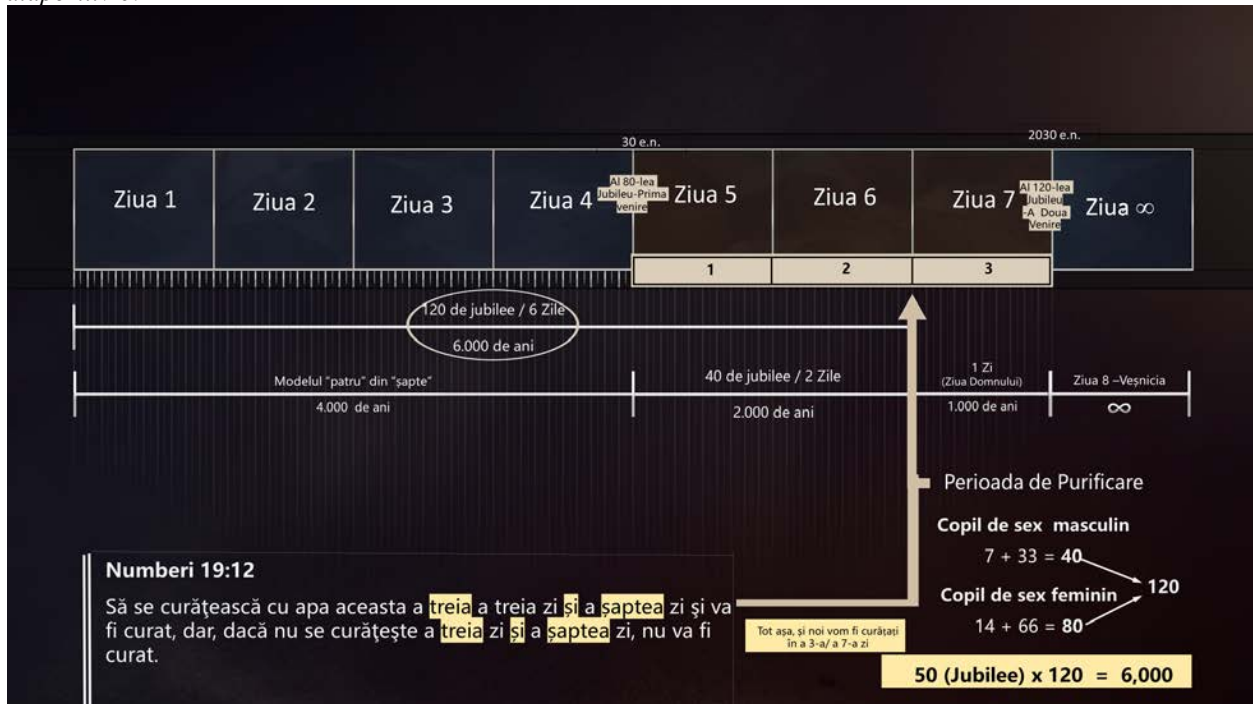 30 e.n.
2030 e.n.
Ziua 1
Ziua 2
Ziua 3
Ziua 4
Al 80-lea
Jubileu-Prima
venire
Ziua 5
Ziua 6
Ziua 7
Al 120-lea
Jubileu
-A Doua
Venire
Ziua ∞
1
2
3
120 de jubilee / 6 Zile
6.000 de ani
Modelul "patru" din "șapte"
4.000 de ani
40 de jubilee / 2 Zile
2.000 de ani
1 Zi
(Ziua Domnului)
1.000 de ani
Ziua 8 –Veșnicia
∞
Perioada de Purificare
Copil de sex masculin
7 + 33 = 40
Copil de sex feminin
14 + 66 = 80
120
50 (Jubilee) x 120 = 6,000
Numberi 19:12
Să se curăţească cu apa aceasta a treia a treia zi și a șaptea zi şi va
fi curat, dar, dacă nu se curăţeşte a treia zi și a șaptea zi, nu va fi
curat.
Tot așa, și noi vom fi curățați
în a 3-a/ a 7-a zi